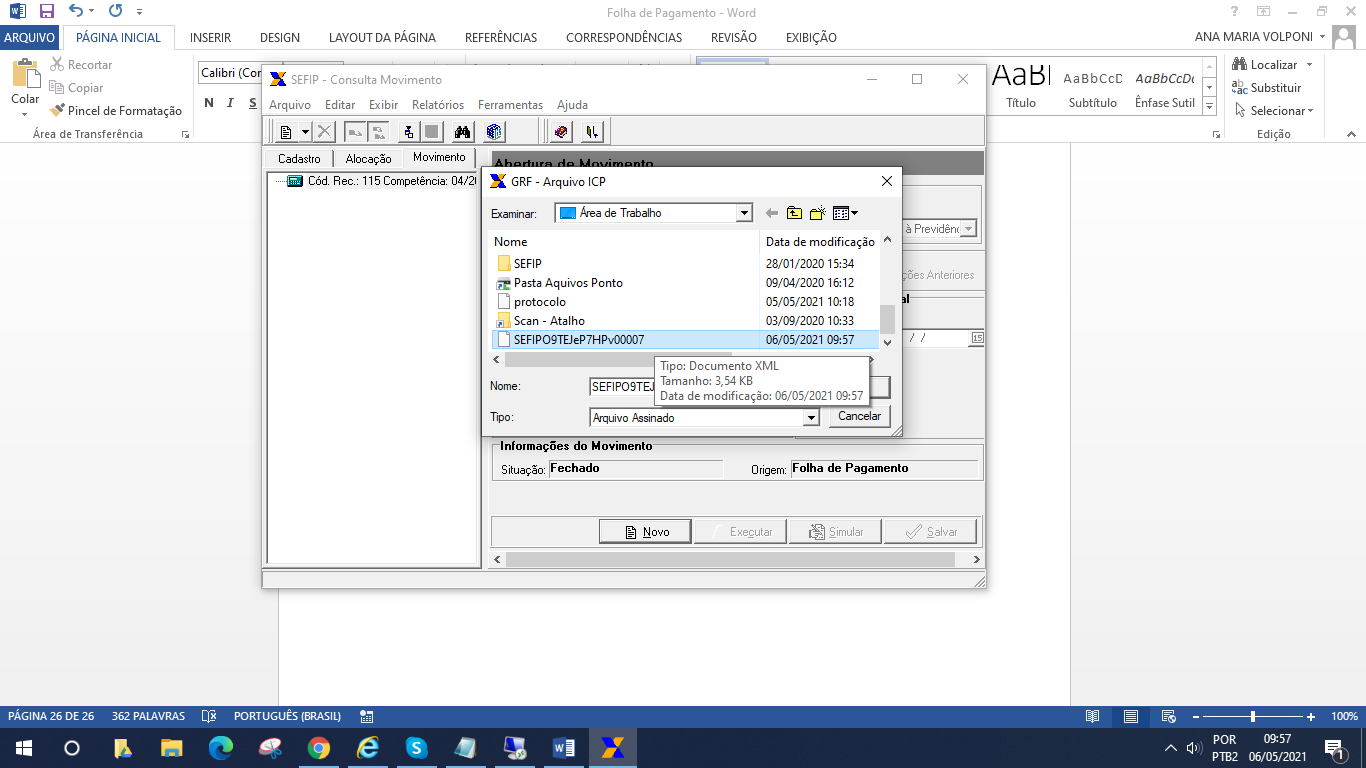 Folha de Pagamento - Word
ARQUIVO PÁGINA INICIAL INSERIR DESIGN LAYOUT DA PÁGINA REFERÊNCIAS CORRESPONDÊNCIAS REVISÃO EXIBIÇÃO ANA MARIA VOLPONI
Colar
Recortar
Copiar
Pincel de Formatação
Área de Transferência
Calibri (Cor
N I S
AaBl AaBbCcD AaBbCcDc
Título Subtítulo Ênfase Sutil
Localizar
Substituir
Selecionar
Edição
SEFIP - Consulta Movimento
Arquivo Editar Exibir Relatórios Ferramentas Ajuda
Cadastro Alocação Movimento
Cód. Rec.: 115 Competência: 04/20
Abertura de Movimento
à Previdênc
ções Anteriores
al
/ /
15
GRF - Arquivo ICP
Examinar: Área de Trabalho
Nome Data de modificação
SEFIP 28/01/2020 15:34
Pasta Aquivos Ponto 09/04/2020 16:12
protocolo 05/05/2021 10:18
Scan - Atalho 03/09/2020 10:33
SEFIPO9TEJeP7HPv00007 06/05/2021 09:57
Tipo: Documento XML
Tamanho: 3,54 KB
Data de modificação: 06/05/2021 09:57
Nome: SEFIPO9TEJ
Tipo: Arquivo Assinado
Cancelar
Informações do Movimento
Situação: Fechado Origem: Folha de Pagamento
Novo Executar Simular Salvar
PÁGINA 26 DE 26 362 PALAVRAS PORTUGUÊS (BRASIL) 100%
POR 09:57
PTB2 06/05/2021
1